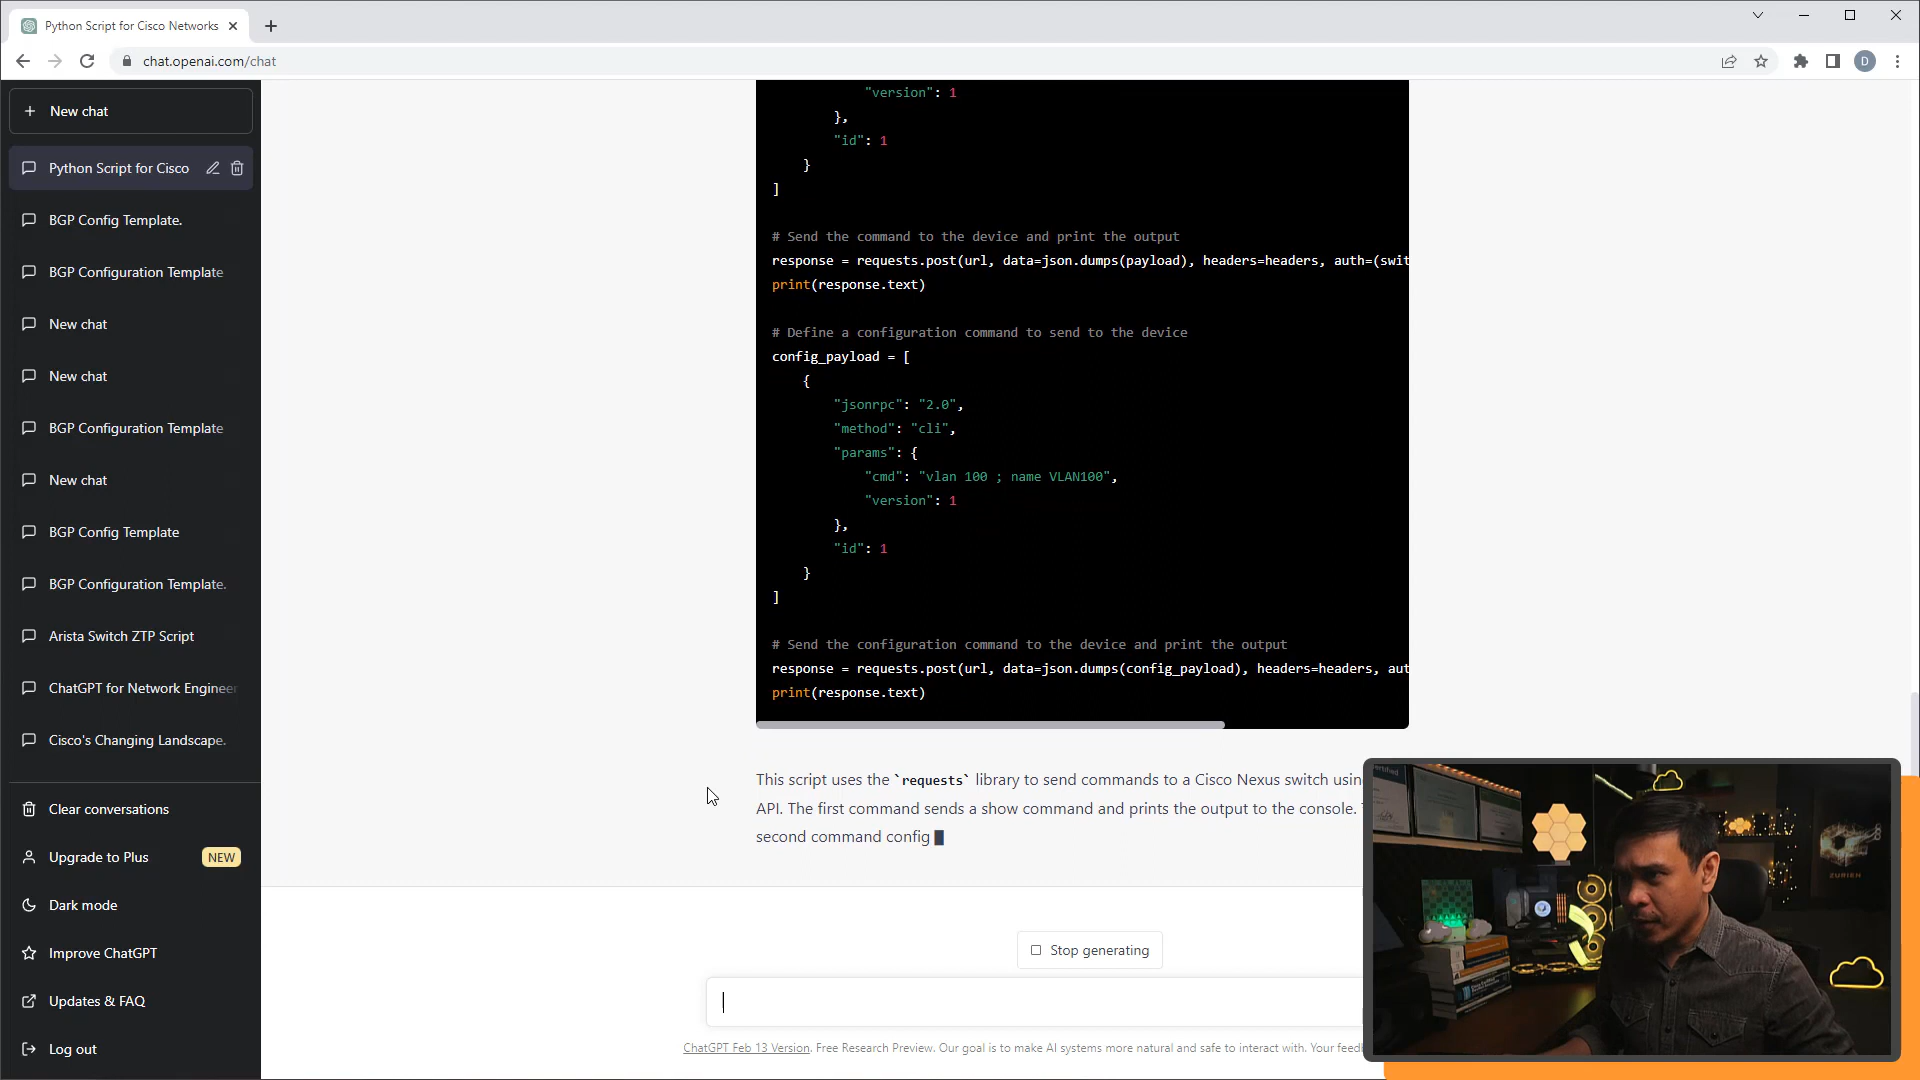 Python Script for Cisco Networks
chat.openai.com/chat
D
New chat
Python Script for Cisco
BGP Config Template.
BGP Configuration Template
New chat
New chat
BGP Configuration Template
New chat
BGP Config Template
BGP Configuration Template.
Arista Switch ZTP Script
ChatGPT for Network Engineer
Cisco's Changing Landscape.
Clear conversations
Upgrade to Plus NEW
Dark mode
Improve ChatGPT
Updates & FAQ
Log out
"version": 1
},
"id": 1
}
]
# Send the command to the device and print the output
response = requests.post(url, data=json.dumps(payload), headers=headers, auth=(swit
print(response.text)
# Define a configuration command to send to the device
config_payload = [
{
"jsonrpc": "2.0",
"method": "cli",
"params": {
"cmd": "vlan 100 ; name VLAN100",
"version": 1
},
"id": 1
}
]
# Send the configuration command to the device and print the output
response = requests.post(url, data=json.dumps(config_payload), headers=headers, aut
print(response.text)
This script uses the `requests` library to send commands to a Cisco Nexus switch usin
API. The first command sends a show command and prints the output to the console.
second command config
Stop generating
ChatGPT Feb 13 Version. Free Research Preview. Our goal is to make AI systems more natural and safe to interact with. Your feed
ZURIEN